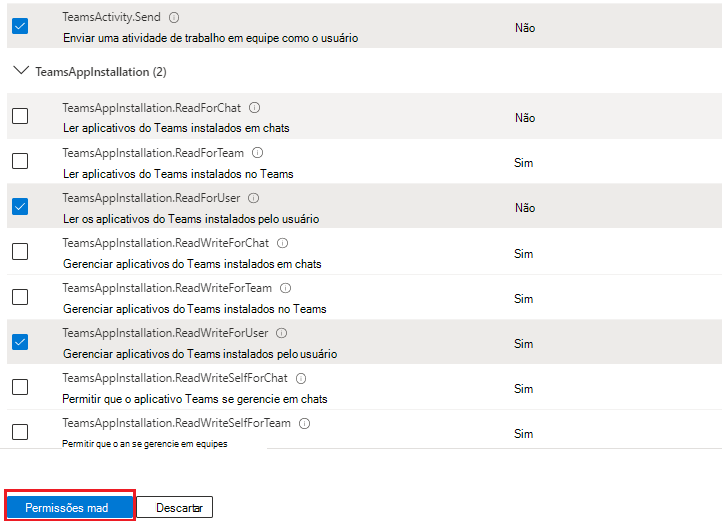 TeamsActivity.Send
Enviar uma atividade de trabalho em equipe como o usuário
Não
TeamsAppInstallation (2)
TeamsAppInstallation.ReadForChat
Ler aplicativos do Teams instalados em chats
Não
TeamsAppInstallation.ReadForTeam
Ler aplicativos do Teams instalados no Teams
Sim
TeamsAppInstallation.ReadForUser
Ler os aplicativos do Teams instalados pelo usuário
Não
TeamsAppInstallation.ReadWriteForChat
Gerenciar aplicativos do Teams instalados em chats
Sim
TeamsAppInstallation.ReadWriteForTeam
Gerenciar aplicativos do Teams instalados no Teams
Sim
TeamsAppInstallation.ReadWriteForUser
Gerenciar aplicativos do Teams instalados pelo usuário
Sim
TeamsAppInstallation.ReadWriteSelfForChat
Permitir que o aplicativo Teams se gerencie em chats
Sim
TeamsAppInstallation.ReadWriteSelfForTeam
Permitir que o an se gerencie em equipes
Sim
Permissões mad
Descartar